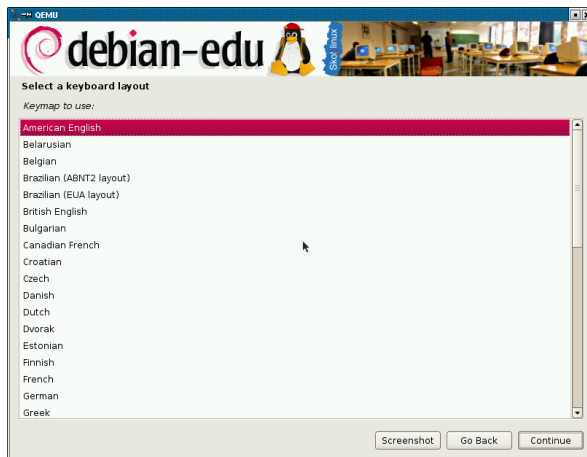 QEMU
debian-edu
Skolelinux
Select a keyboard layout
Keymap to use:
American English
Belarusian
Belgian
Brazilian (ABNT2 layout)
Brazilian (EUA layout)
British English
Bulgarian
Canadian French
Croatian
Czech
Danish
Dutch
Dvorak
Estonian
Finnish
French
German
Greek
Screenshot
Go Back
Continue